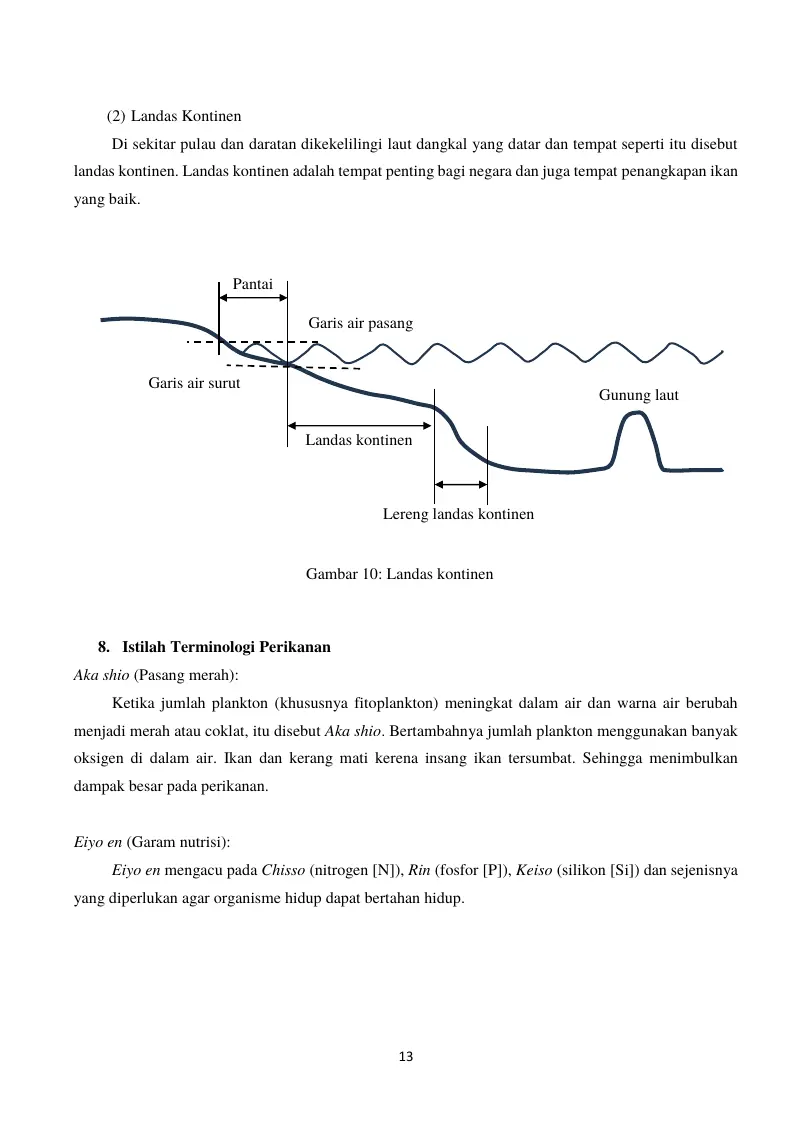 (2) Landas Kontinen
Di sekitar pulau dan daratan dikekelilingi laut dangkal yang datar dan tempat seperti itu disebut
landas kontinen. Landas kontinen adalah tempat penting bagi negara dan juga tempat penangkapan ikan
yang baik.
Pantai
Garis air pasang
Garis air surut
Gunung laut
Landas kontinen
Lereng landas kontinen
Gambar 10: Landas kontinen
8. Istilah Terminologi Perikanan
Aka shio (Pasang merah):
Ketika jumlah plankton (khususnya fitoplankton) meningkat dalam air dan warna air berubah
menjadi merah atau coklat, itu disebut Aka shio. Bertambahnya jumlah plankton menggunakan banyak
oksigen di dalam air. Ikan dan kerang mati kerena insang ikan tersumbat. Sehingga menimbulkan
dampak besar pada perikanan.
Eiyo en (Garam nutrisi):
Eiyo en mengacu pada Chisso (nitrogen [N]), Rin (fosfor [P]), Keiso (silikon [Si]) dan sejenisnya
yang diperlukan agar organisme hidup dapat bertahan hidup.
13